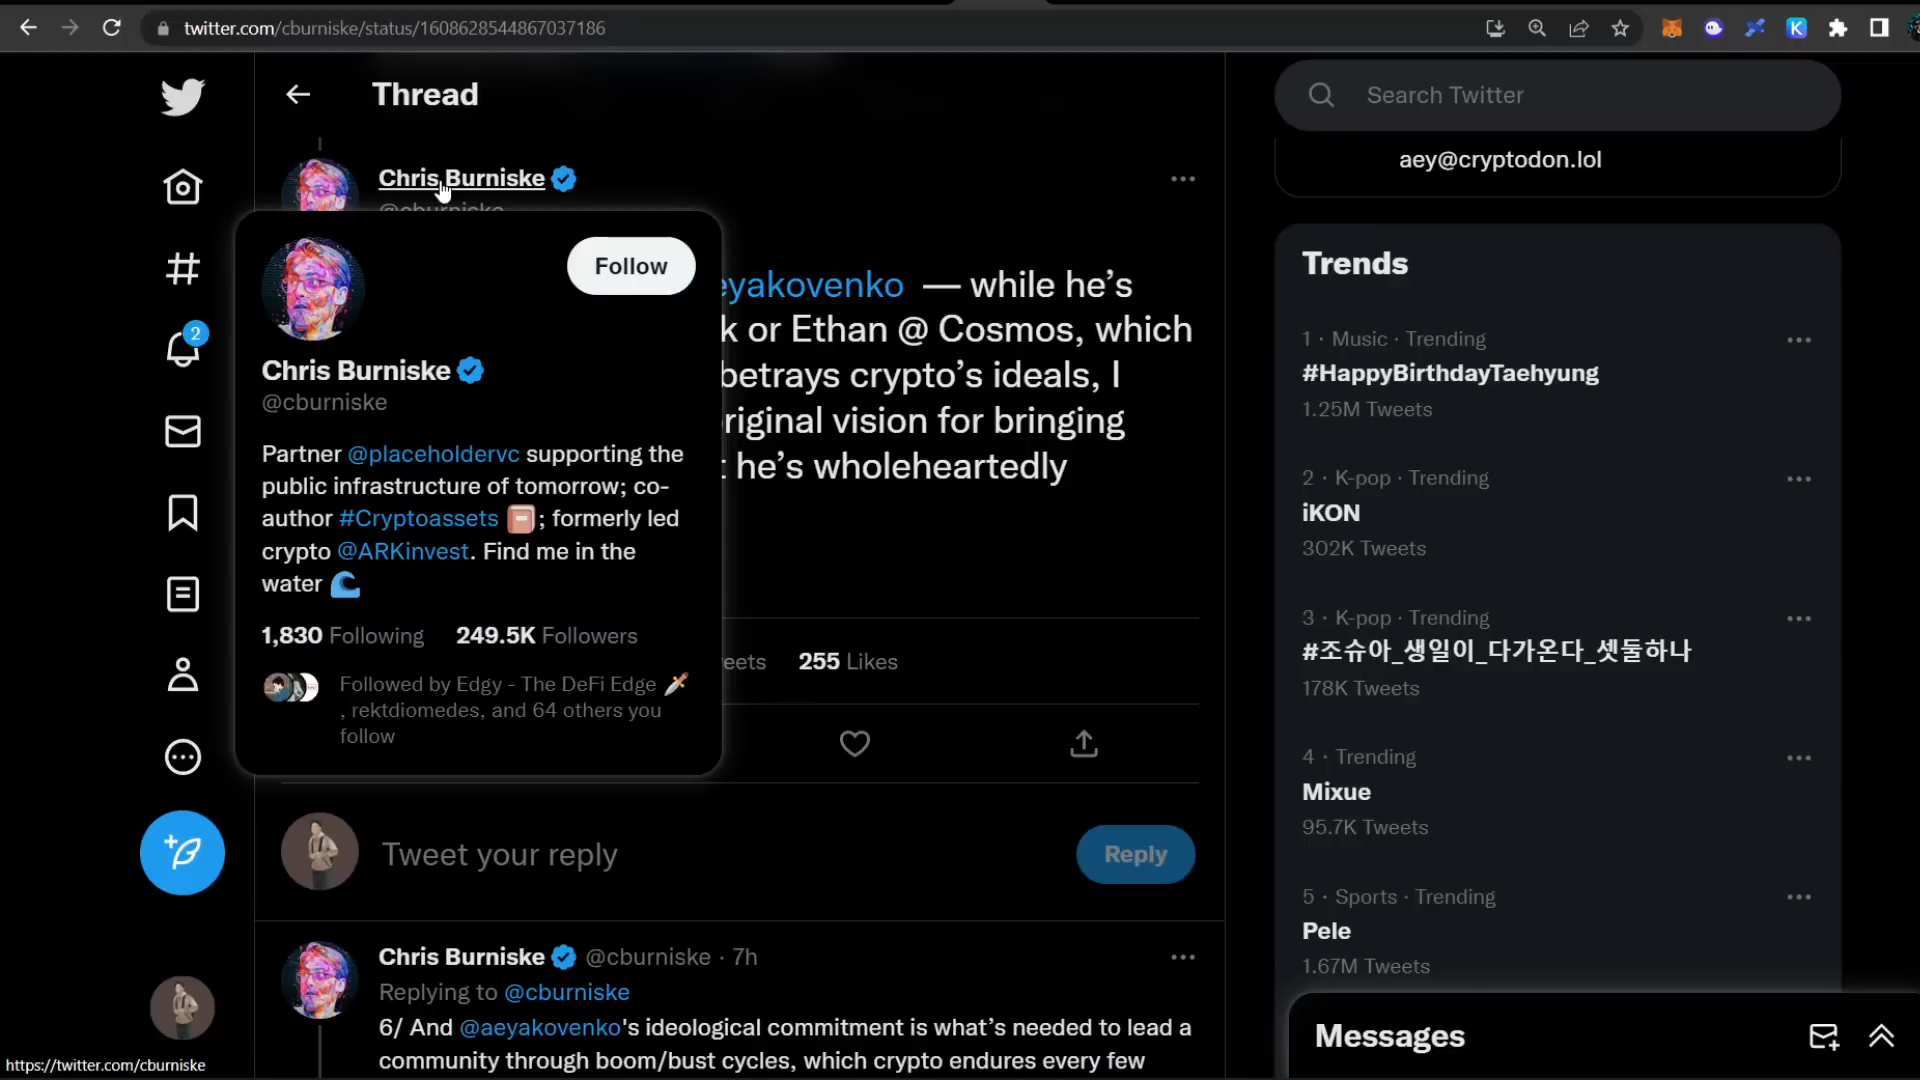 twitter.com/cburniske/status/1608628544867037186
Thread
Search Twitter
aey@cryptodon.lol
Chris Burniske
@cburniske
Follow
eyakovenko — while he's
k or Ethan @ Cosmos, which
betrays crypto's ideals, I
riginal vision for bringing
he's wholeheartedly
Chris Burniske
@cburniske
Partner @placeholdervc supporting the
public infrastructure of tomorrow; co-
author #Cryptoassets 📕; formerly led
crypto @ARKinvest. Find me in the
water 🌊
1,830 Following 249.5K Followers
Followed by Edgy - The DeFi Edge 🗡
, rektdiomedes, and 64 others you
follow
eets 255 Likes
2
Tweet your reply
Reply
Chris Burniske @cburniske · 7h
Replying to @cburniske
6/ And @aeyakovenko's ideological commitment is what's needed to lead a
community through boom/bust cycles, which crypto endures every few
Trends
1 · Music · Trending
#HappyBirthdayTaehyung
1.25M Tweets
2 · K-pop · Trending
iKON
302K Tweets
3 · K-pop · Trending
#조슈아_생일이_다가온다_셋둘하나
178K Tweets
4 · Trending
Mixue
95.7K Tweets
5 · Sports · Trending
Pele
1.67M Tweets
Messages
https://twitter.com/cburniske